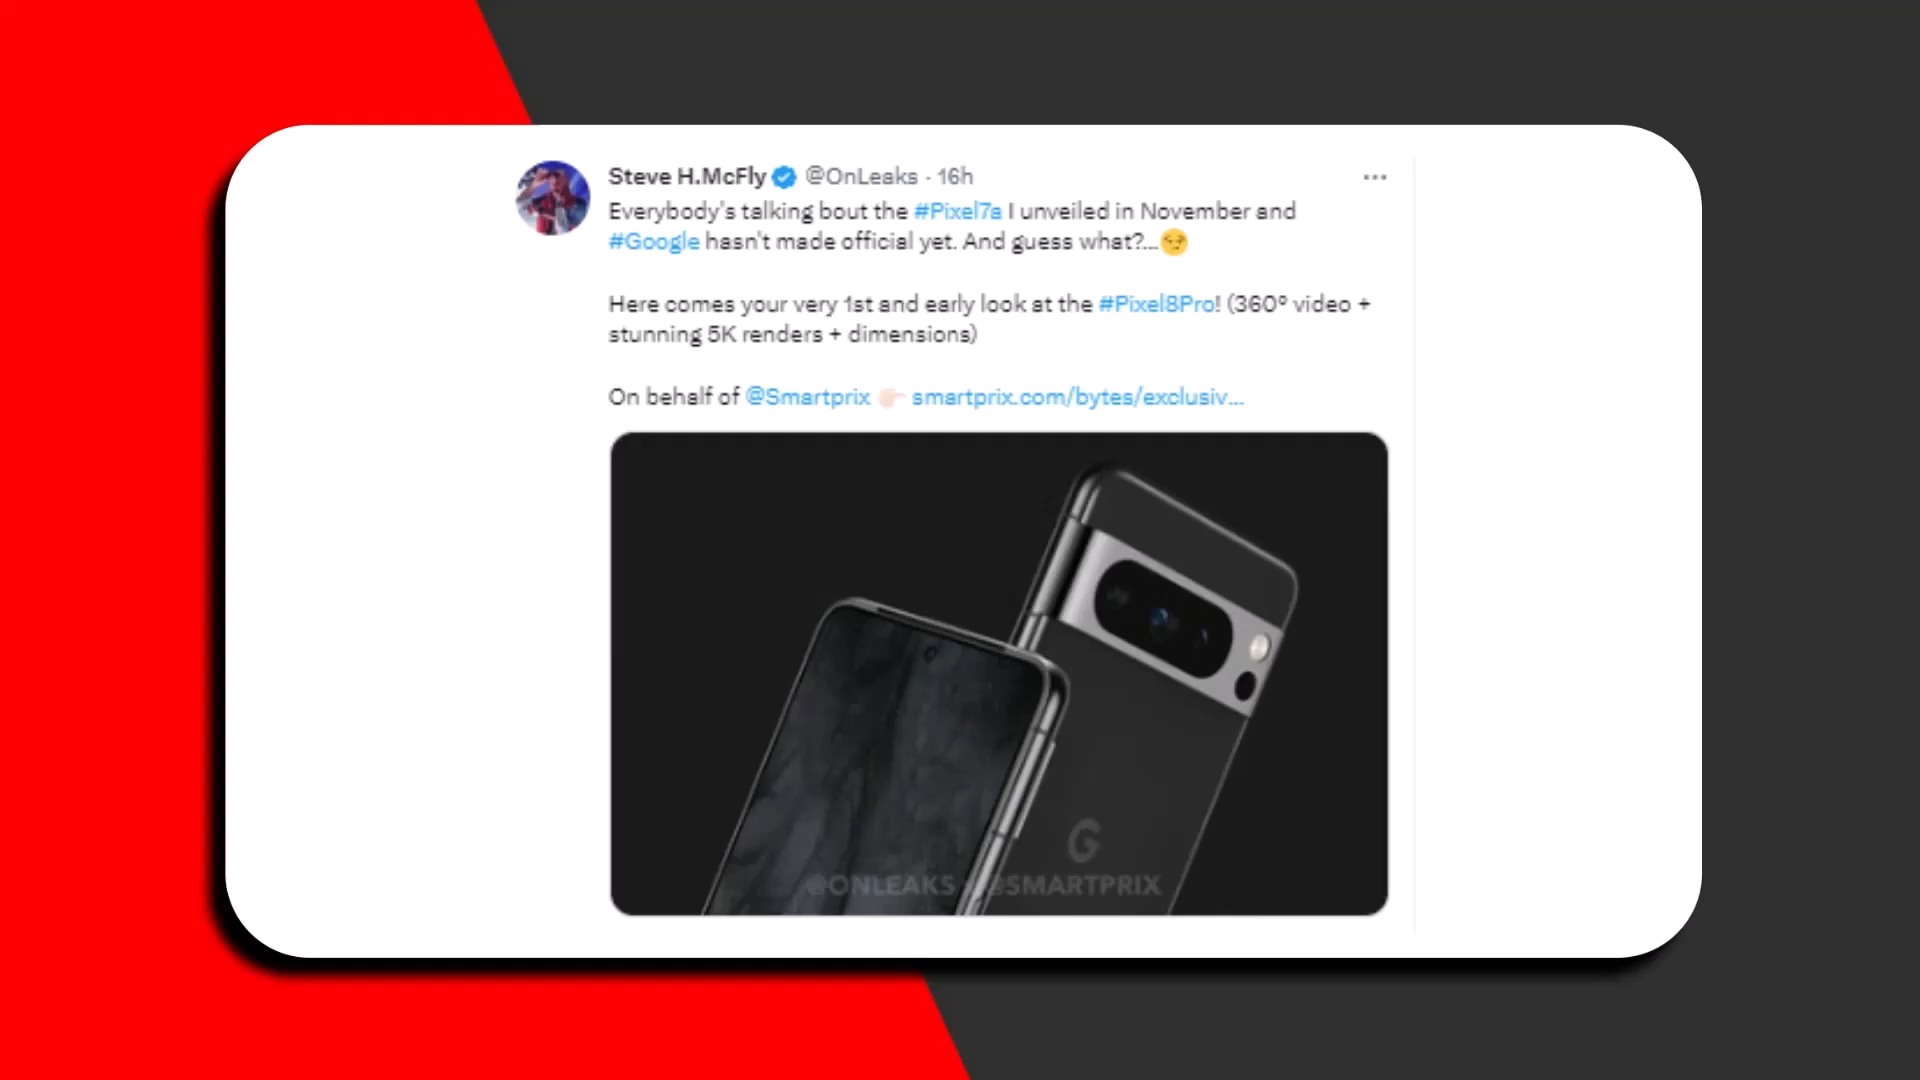 Steve H.McFly @OnLeaks · 16h
Everybody's talking bout the #Pixel7a I unveiled in November and
#Google hasn't made official yet. And guess what?...😏
Here comes your very 1st and early look at the #Pixel8Pro! (360º video +
stunning 5K renders + dimensions)
On behalf of @Smartprix 👉🏻 smartprix.com/bytes/exclusiv...
G
@ONLEAKS @SMARTPRIX